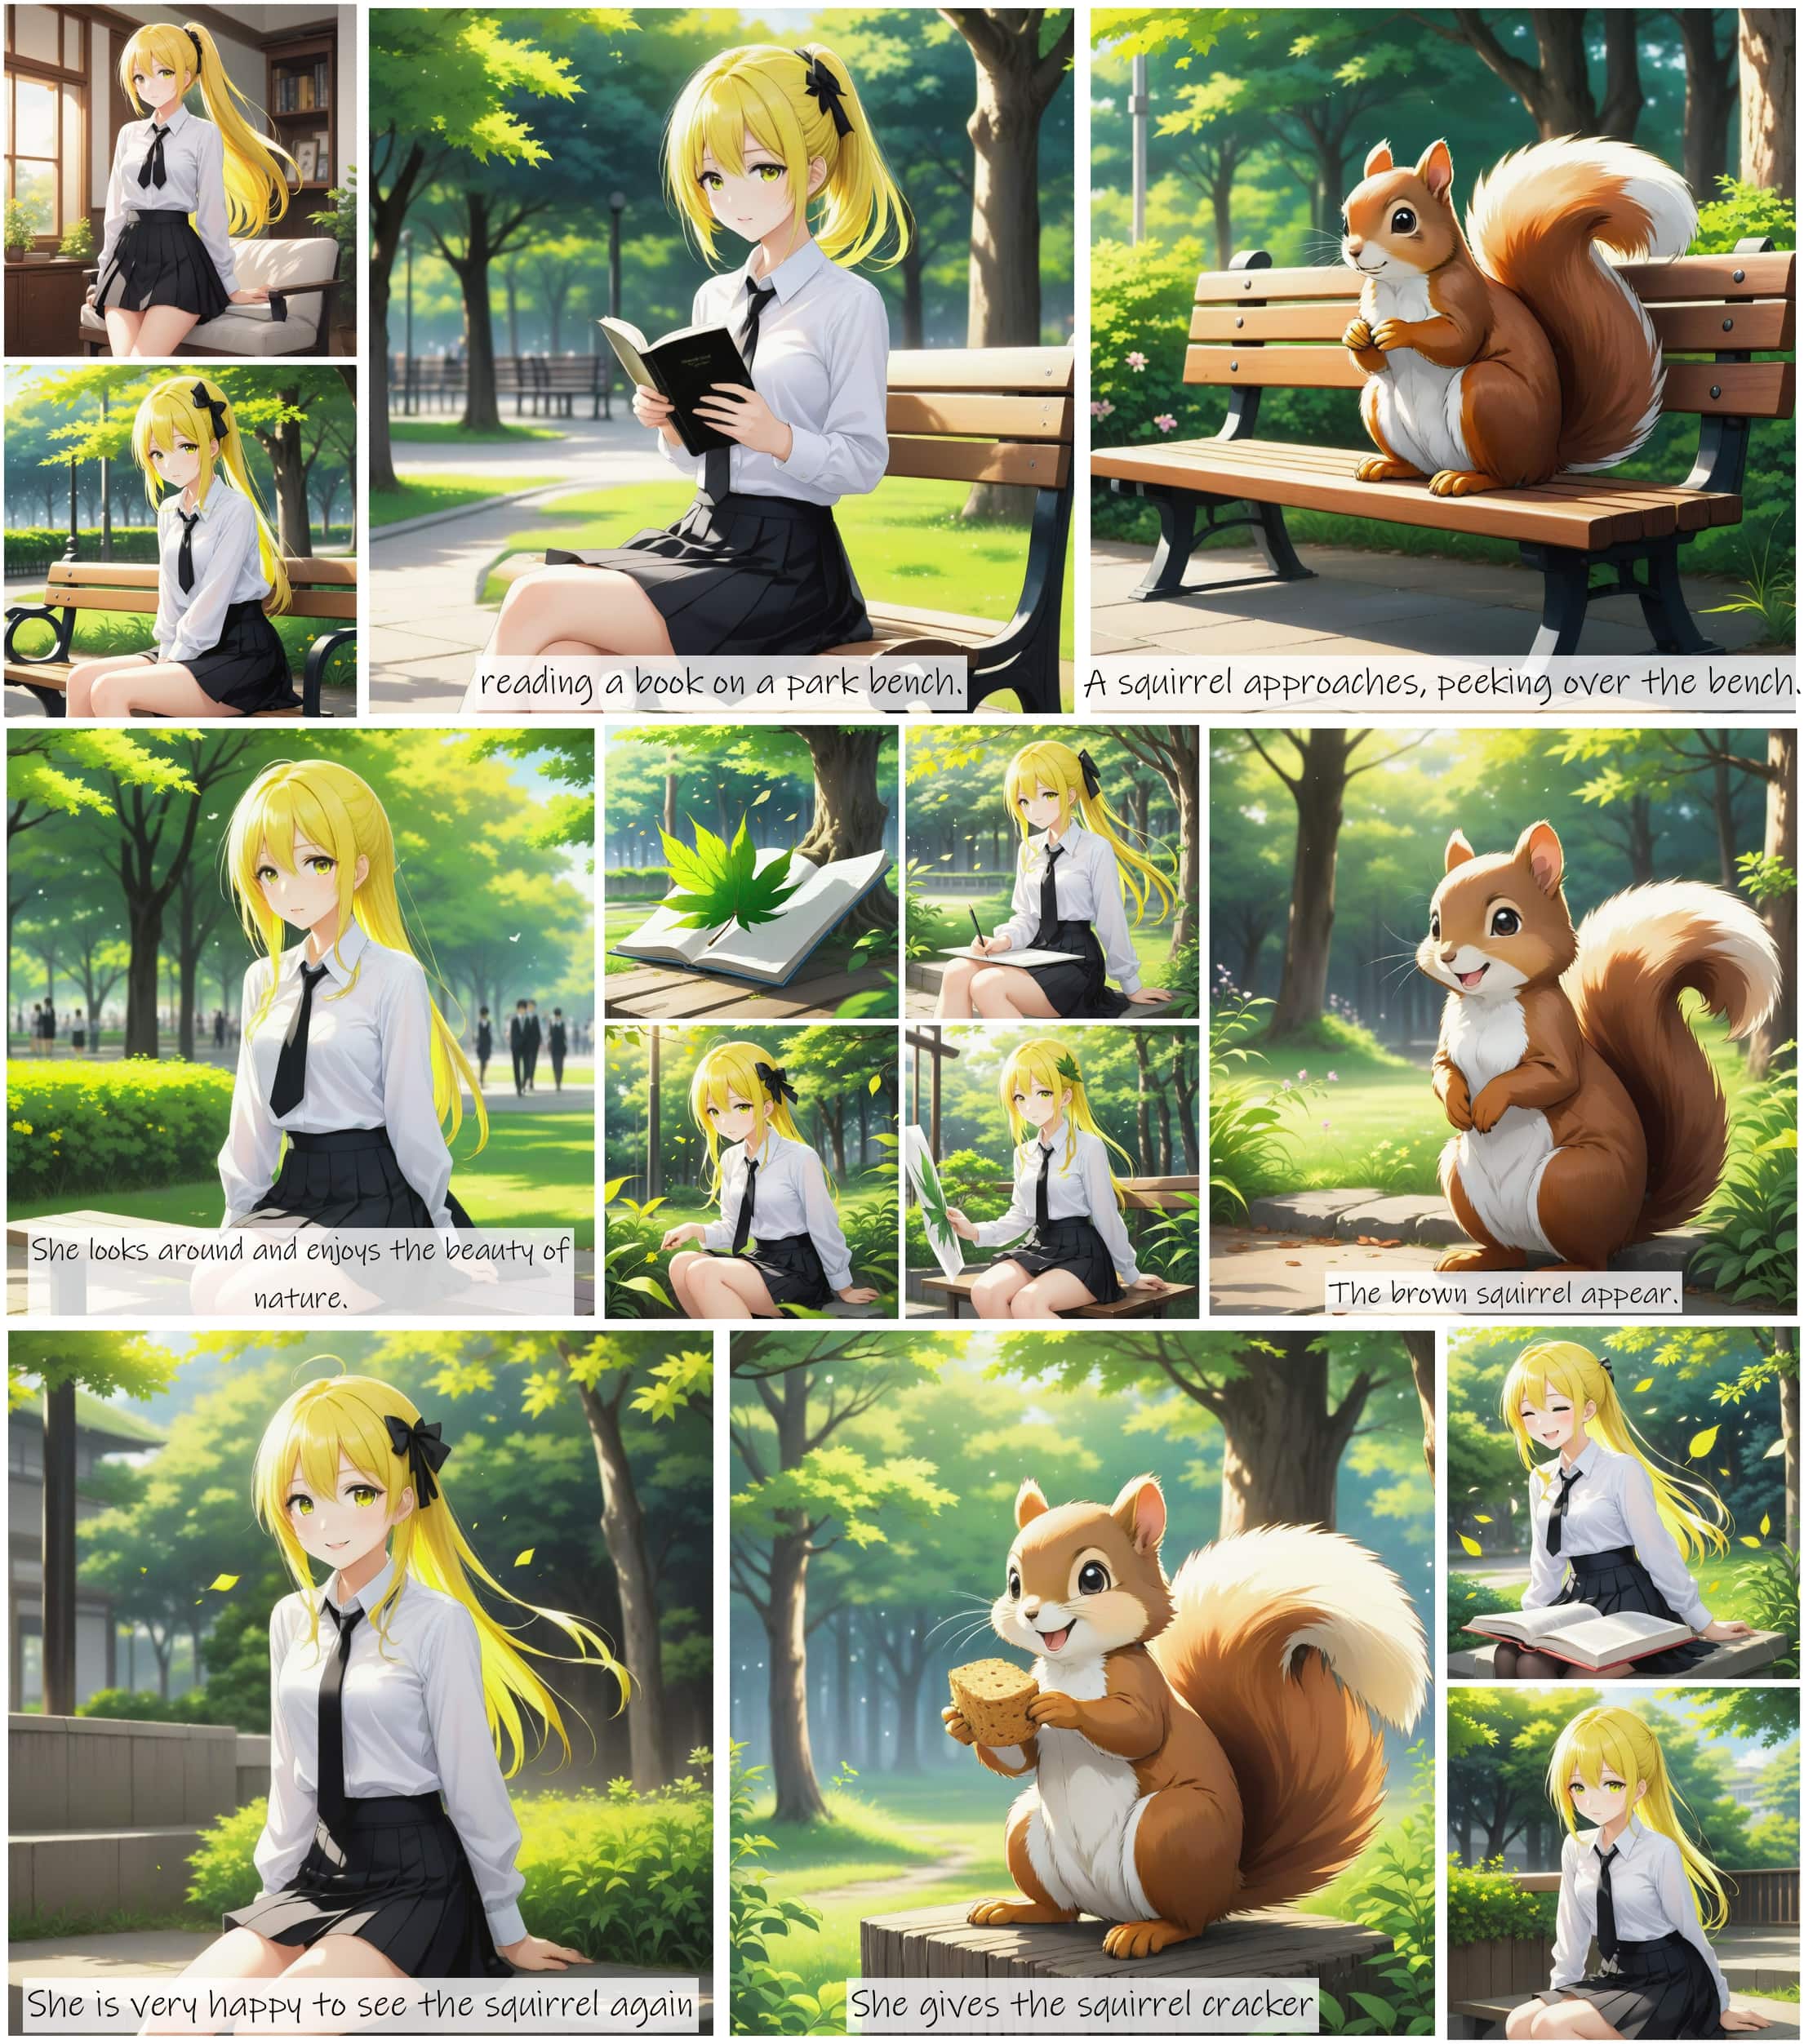 reading a book on a park bench.
A squirrel approaches, peeking over the bench.
She looks around and enjoys the beauty of
nature.
The brown squirrel appear.
She is very happy to see the squirrel again
She gives the squirrel cracker